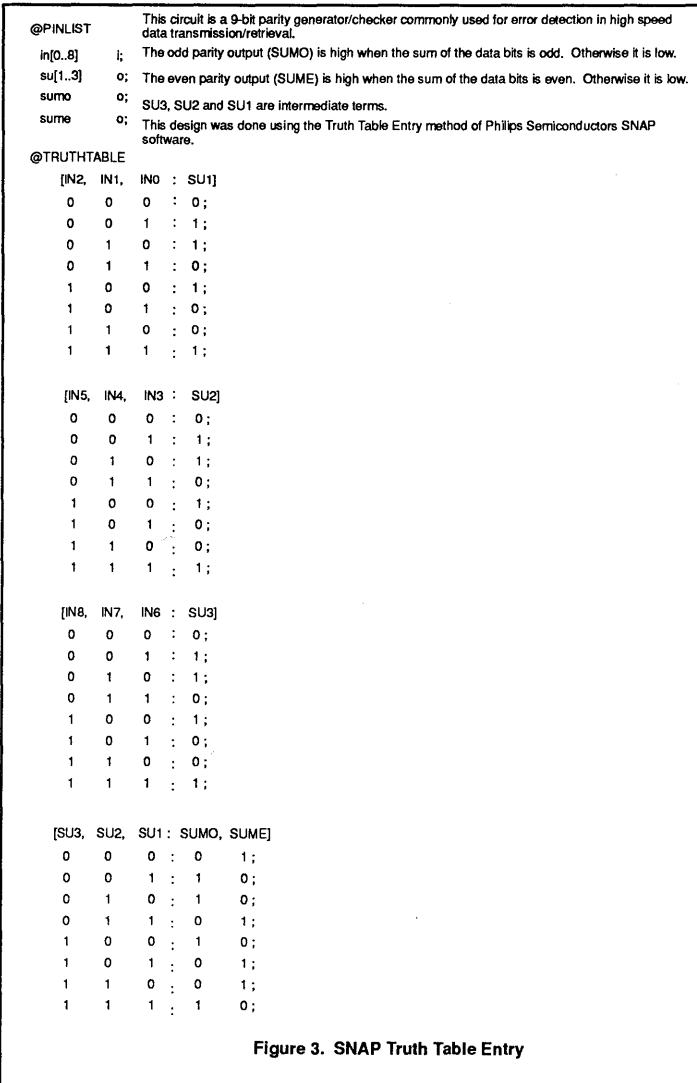 @PINLIST
This circuit is a 9-bit parity generator/checker commonly used for error detection in high speed
data transmission/retrieval.
in[0..8] i; The odd parity output (SUMO) is high when the sum of the data bits is odd. Otherwise it is low.
su[1..3] o; The even parity output (SUME) is high when the sum of the data bits is even. Otherwise it is low.
sumo o;
SU3, SU2 and SU1 are intermediate terms.
sume o;
This design was done using the Truth Table Entry method of Philips Semiconductors SNAP
software.
@TRUTHTABLE
[IN2, IN1, IN0 : SU1]
0 0 0 : 0 ;
0 0 1 : 1 ;
0 1 0 : 1 ;
0 1 1 : 0 ;
1 0 0 : 1 ;
1 0 1 : 0 ;
1 1 0 : 0 ;
1 1 1 : 1 ;
[IN5, IN4, IN3 : SU2]
0 0 0 : 0 ;
0 0 1 : 1 ;
0 1 0 : 1 ;
0 1 1 : 0 ;
1 0 0 : 1 ;
1 0 1 : 0 ;
1 1 0 : 0 ;
1 1 1 : 1 ;
[IN8, IN7, IN6 : SU3]
0 0 0 : 0 ;
0 0 1 : 1 ;
0 1 0 : 1 ;
0 1 1 : 0 ;
1 0 0 : 1 ;
1 0 1 : 0 ;
1 1 0 : 0 ;
1 1 1 : 1 ;
[SU3, SU2, SU1 : SUMO, SUME]
0 0 0 : 0 1 ;
0 0 1 : 1 0 ;
0 1 0 : 1 0 ;
0 1 1 : 0 1 ;
1 0 0 : 1 0 ;
1 0 1 : 0 1 ;
1 1 0 : 0 1 ;
1 1 1 : 1 0 ;
Figure 3. SNAP Truth Table Entry